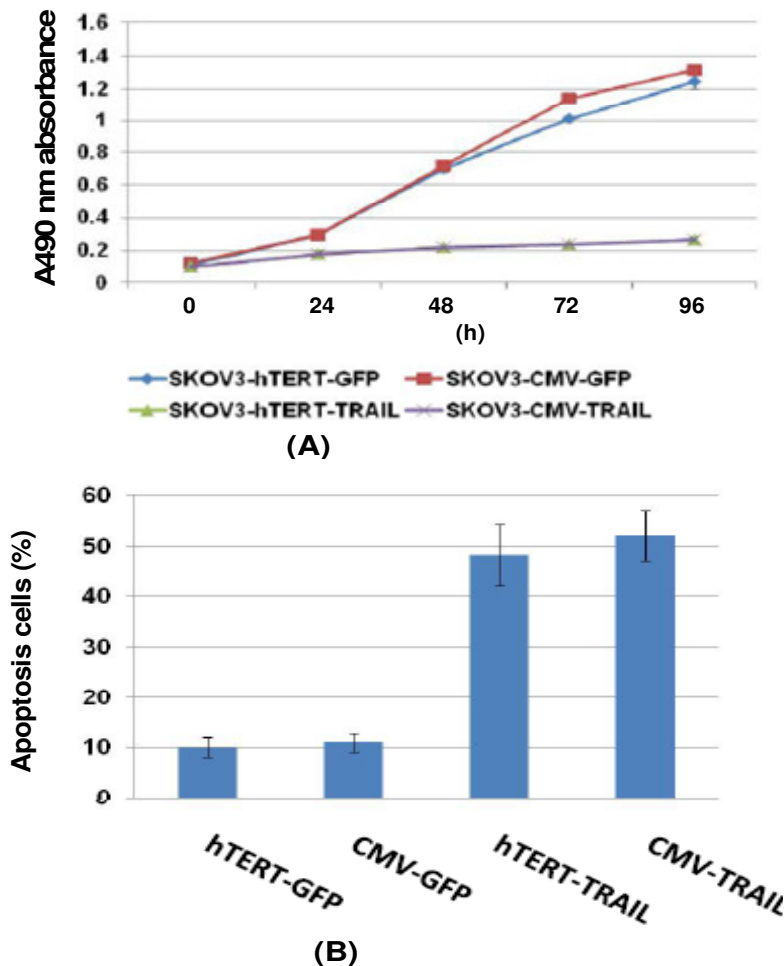 A490 nm absorbance
1.6
1.4
1.2
1
0.8
0.6
0.4
0.2
0
0 24 48 72 96
(h)
SKOV3-hTERT-GFP SKOV3-CMV-GFP
SKOV3-hTERT-TRAIL SKOV3-CMV-TRAIL
(A)
Apoptosis cells (%)
60
50
40
30
20
10
0
hTERT-GFP CMV-GFP hTERT-TRAIL CMV-TRAIL
(B)